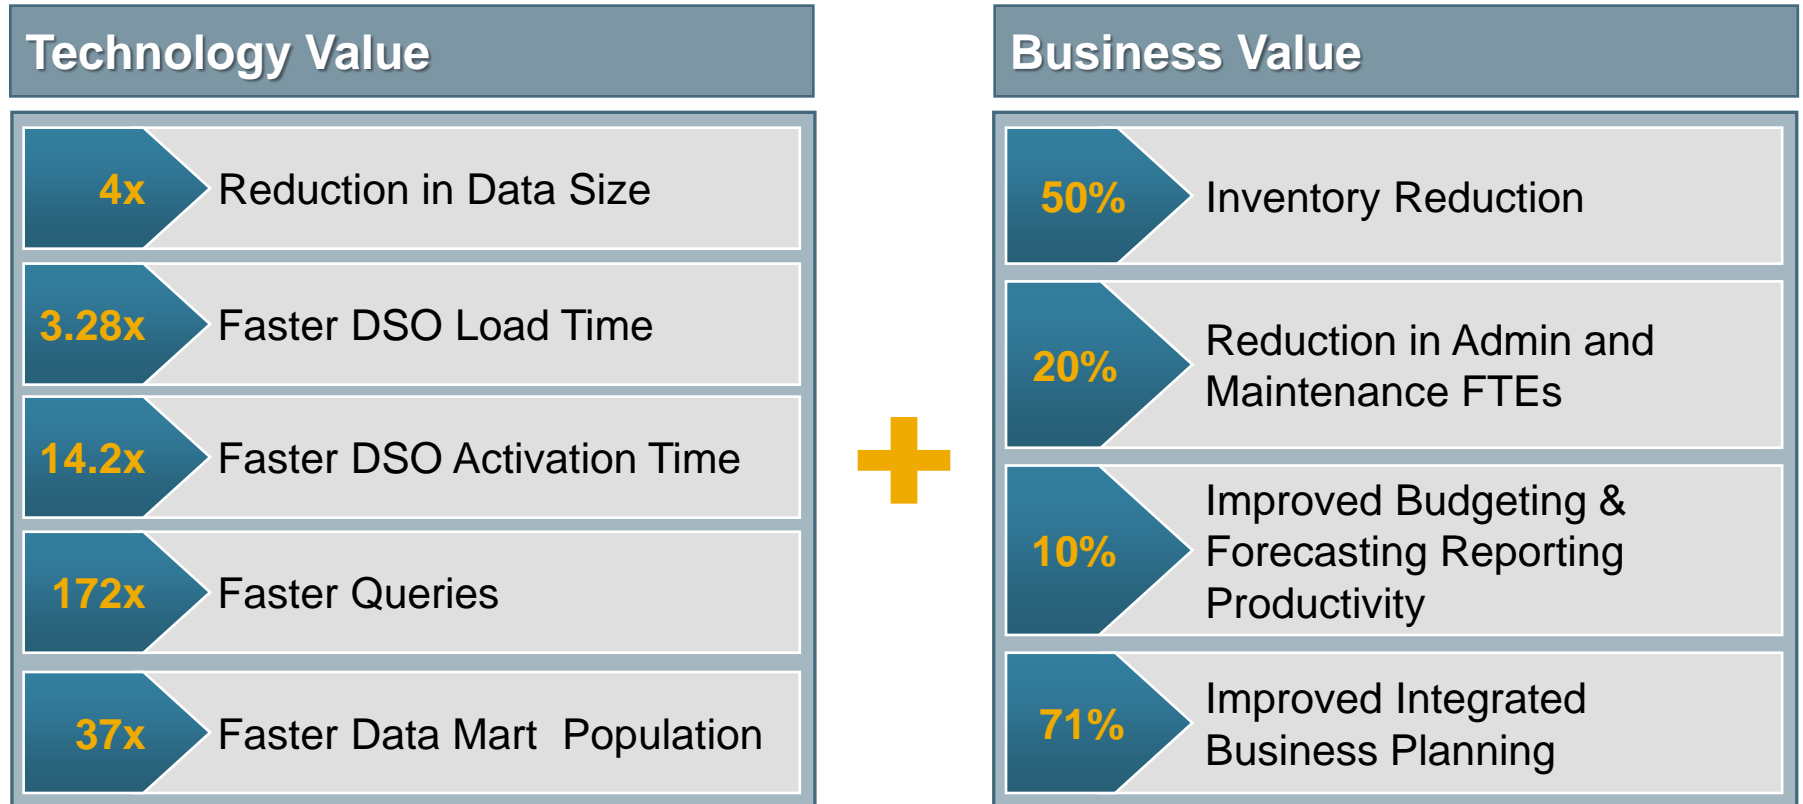 Technology Value
4x
Reduction in Data Size
3.28x
Faster DSO Load Time
14.2x
Faster DSO Activation Time
172x
Faster Queries
37x
Faster Data Mart  Population
Business Value
50%
Inventory Reduction
20%
Reduction in Admin and
Maintenance FTEs
10%
Improved Budgeting &
Forecasting Reporting
Productivity
71%
Improved Integrated
Business Planning